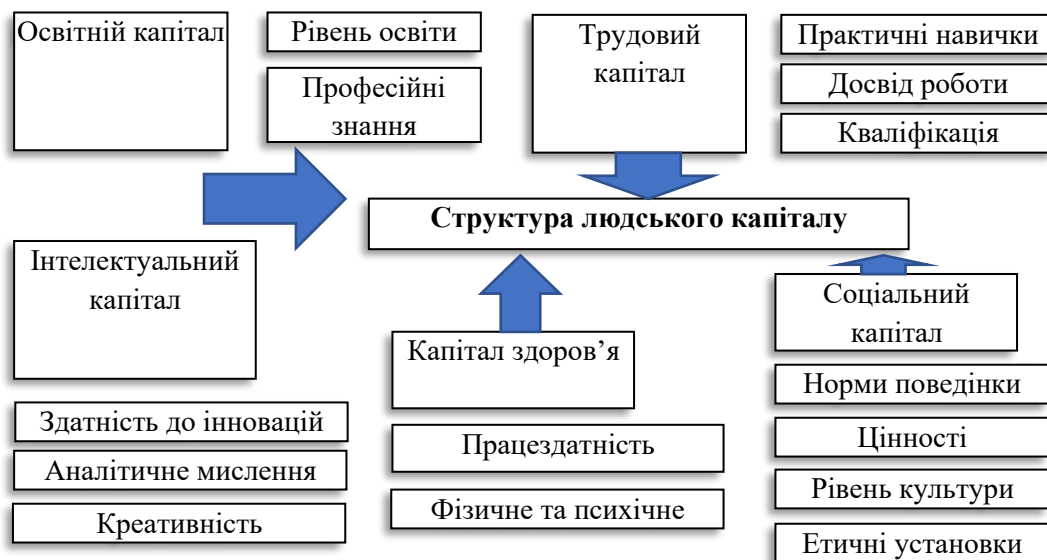 Освітній капітал
Рівень освіти
Професійні
знання
Трудовий
капітал
Практичні навички
Досвід роботи
Кваліфікація
Структура людського капіталу
Інтелектуальний
капітал
Здатність до інновацій
Аналітичне мислення
Креативність
Капітал здоров’я
Працездатність
Фізичне та психічне
Соціальний
капітал
Норми поведінки
Цінності
Рівень культури
Етичні установки